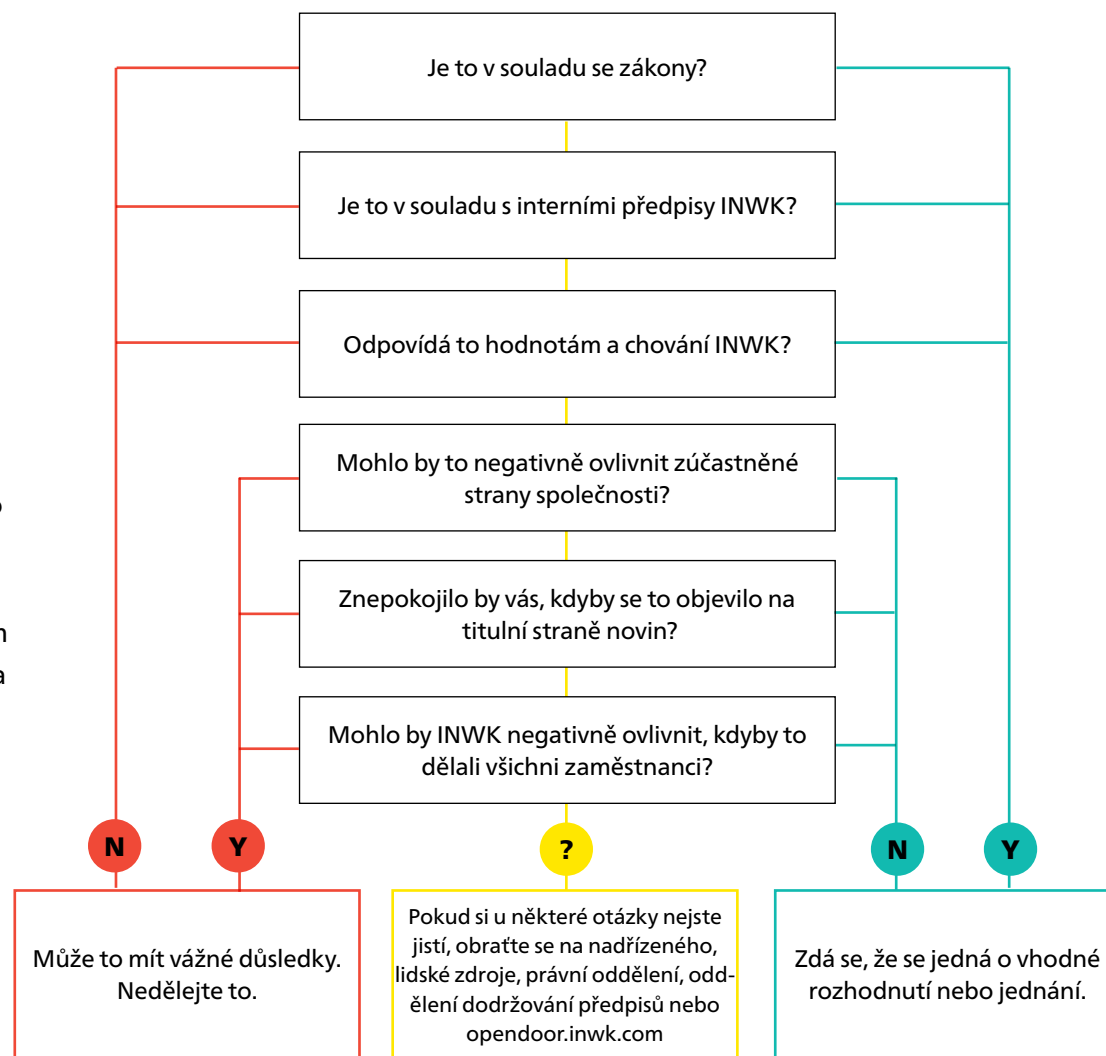 Je to v souladu se zákony?
Je to v souladu s interními předpisy INWK?
Odpovídá to hodnotám a chování INWK?
Mohlo by to negativně ovlivnit zúčastněné
strany společnosti?
Znepokojilo by vás, kdyby se to objevilo na
titulní straně novin?
Mohlo by INWK negativně ovlivnit, kdyby to
dělali všichni zaměstnanci?
N
Y
?
N
Y
Může to mít vážné důsledky.
Nedělejte to.
Pokud si u některé otázky nejste
jistí, obraťte se na nadřízeného,
lidské zdroje, právní oddělení, odd-
ělení dodržování předpisů nebo
opendoor.inwk.com
Zdá se, že se jedná o vhodné
rozhodnutí nebo jednání.